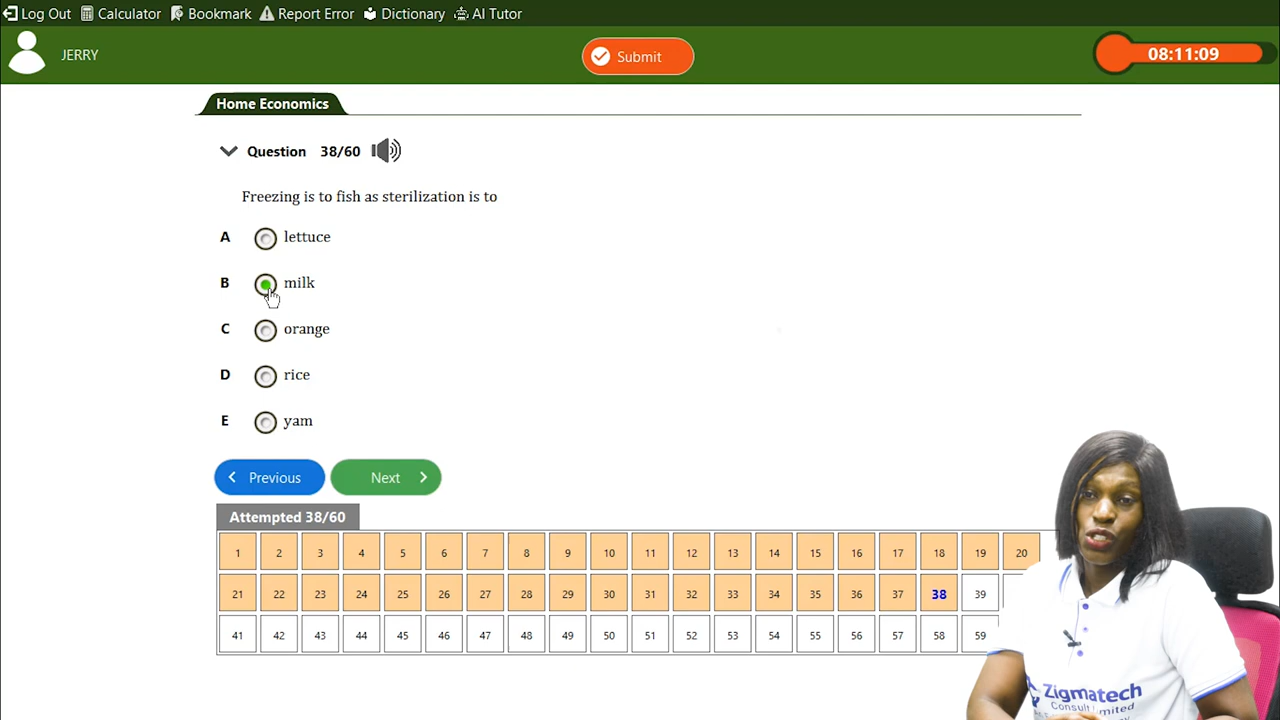 Log Out Calculator Bookmark Report Error Dictionary AI Tutor
JERRY
Submit
08:11:09
Home Economics
Question 38/60
Freezing is to fish as sterilization is to
A lettuce
B milk
C orange
D rice
E yam
Previous Next
Attempted 38/60
1 2 3 4 5 6 7 8 9 10 11 12 13 14 15 16 17 18 19 20
21 22 23 24 25 26 27 28 29 30 31 32 33 34 35 36 37 38 39
41 42 43 44 45 46 47 48 49 50 51 52 53 54 55 56 57 58 59
Zigmatech
Consult Limited